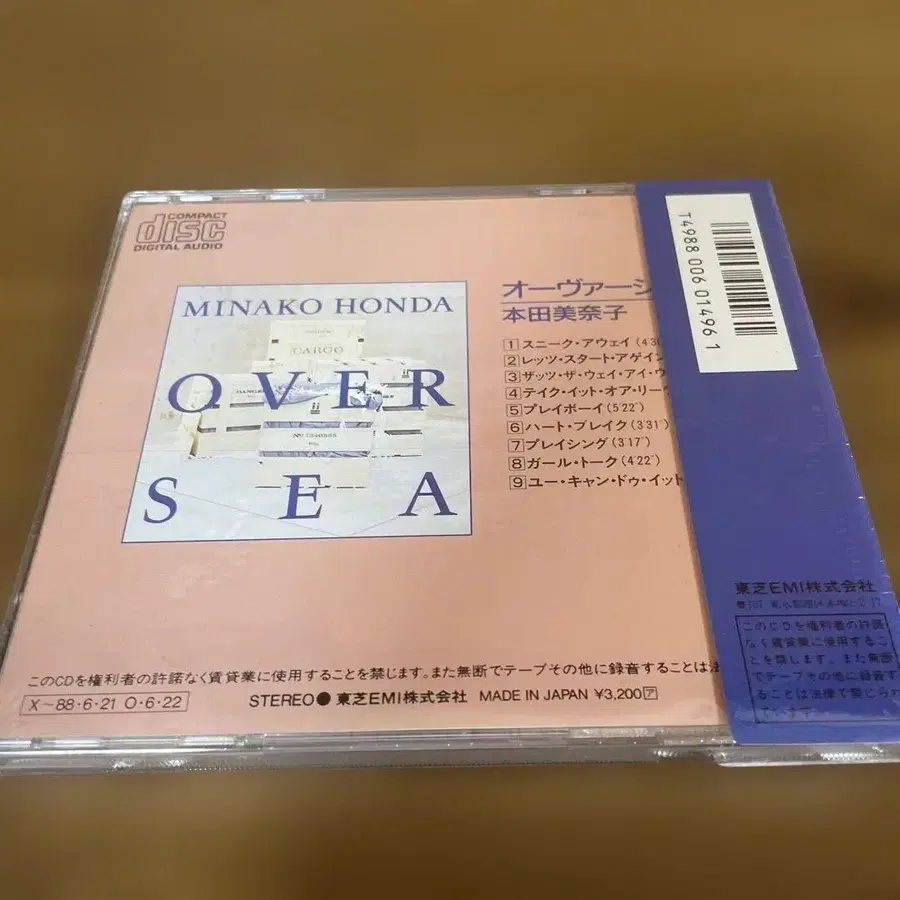 COMPACT
disc
DIGITAL AUDIO
MINAKO HONDA
CARGO
OVER
SEA
オーヴァーシ
本田美奈子
1 スニーク・アウェイ(4'3
2 レッツ・スタート・アゲイン
3 ザッツ・ザ・ウェイ・アイ・ウ
4 テイク・イット・オア・リーヴ
5 プレイボーイ(5'22")
6 ハート・ブレイク(3'31")
7 ブレイシング(3'17")
8 ガール・トーク(4'22")
9 ユー・キャン・ドゥ・イット
このCDを権利者の許諾なく賃貸業に使用することを禁じます。また無断でテープその他に録音することは法
X~88・6・21 O・6・22
STEREO● 東芝EMI株式会社 MADE IN JAPAN ¥3,200ア
T4988 006 014961
東芝EMI株式会社
このCDを権利者の許諾
なく賃貸業に使用するこ
とを禁じます。また無断
でテープその他に録音す
ることは法律で禁じられ
ています。